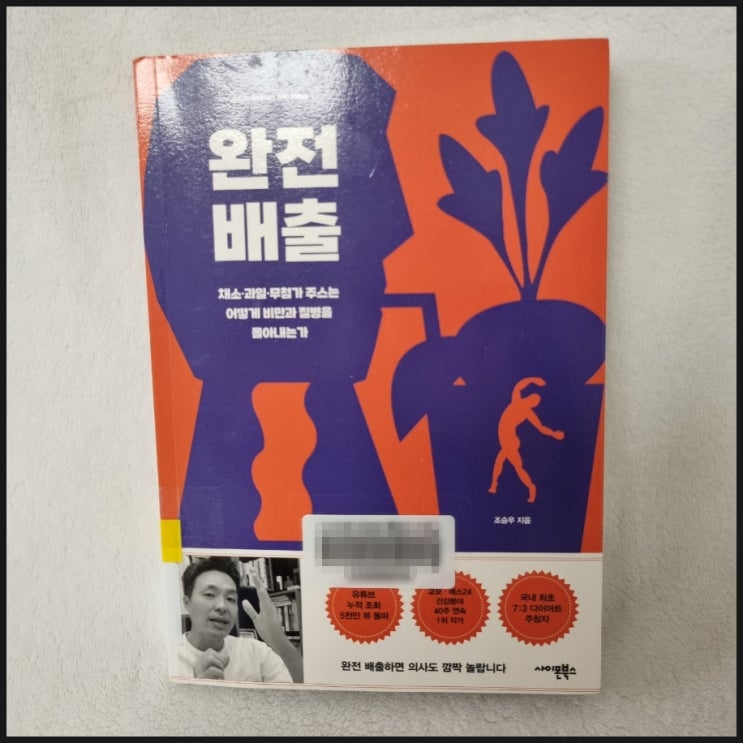 완전
배출
채소·과일·무첨가 주스는
어떻게 비만과 질병을
몰아내는가
조승우 지음
유튜브
누적 조회
5천만 뷰 돌파
교보·예스24
건강분야
40주 연속
1위 작가
국내 최초
7:3 다이어트
주창자
완전 배출하면 의사도 깜짝 놀랍니다
사이몬북스